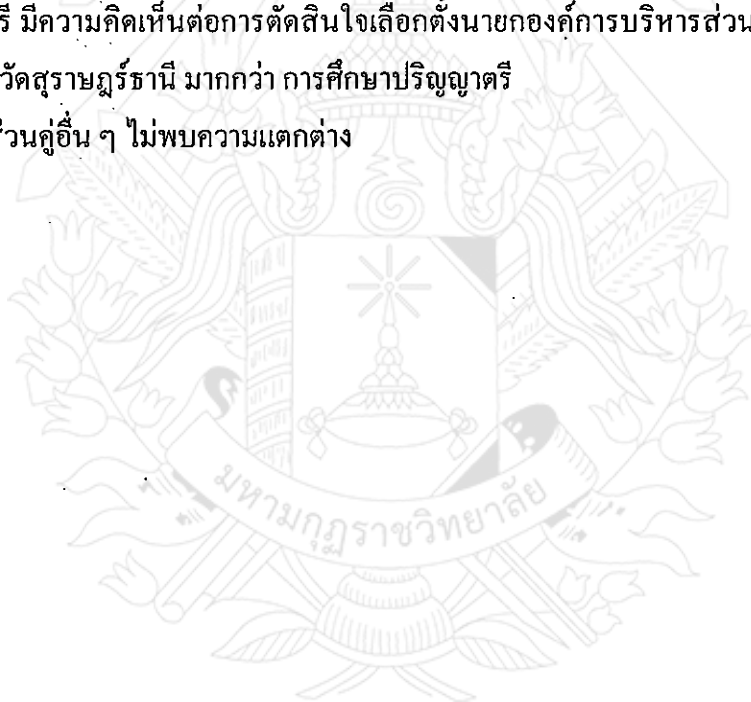 รี มีความคิดเห็นต่อการตัดสินใจเลือกตั้งนายกองค์การบริหารส่วน
วัดสุราษฎร์ธานี มากกว่า การศึกษาปริญญาตรี
่วนคู่อื่น ๆ ไม่พบความแตกต่าง
มหามกุฏราชวิทยาลัย